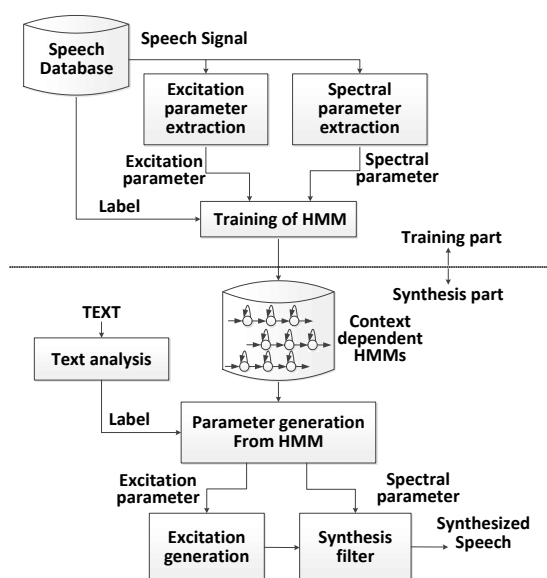 Speech Signal
Speech
Database
Excitation
parameter
extraction
Spectral
parameter
extraction
Excitation
parameter
Spectral
parameter
Label
Training of HMM
Training part
Synthesis part
TEXT
Context
dependent
HMMs
Text analysis
Label
Parameter generation
From HMM
Excitation
parameter
Spectral
parameter
Excitation
generation
Synthesis
filter
Synthesized
Speech